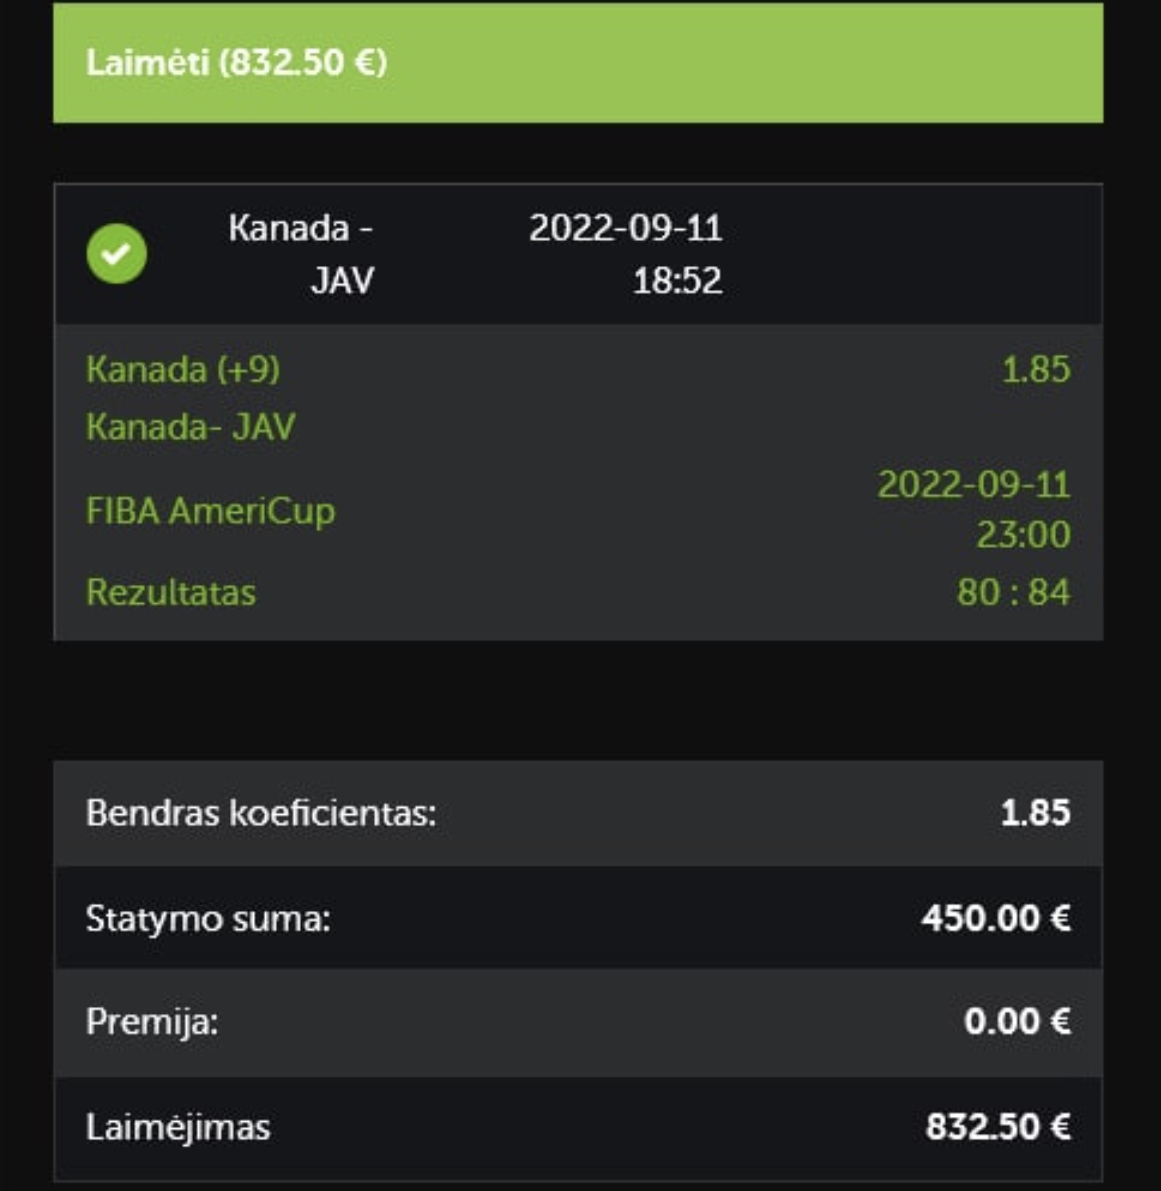 Laimėti (832.50 €)
Kanada - 2022-09-11
JAV 18:52
Kanada (+9) 1.85
Kanada- JAV
FIBA AmeriCup 2022-09-11
23:00
Rezultatas 80 : 84
Bendras koeficientas: 1.85
Statymo suma: 450.00 €
Premija: 0.00 €
Laimėjimas 832.50 €